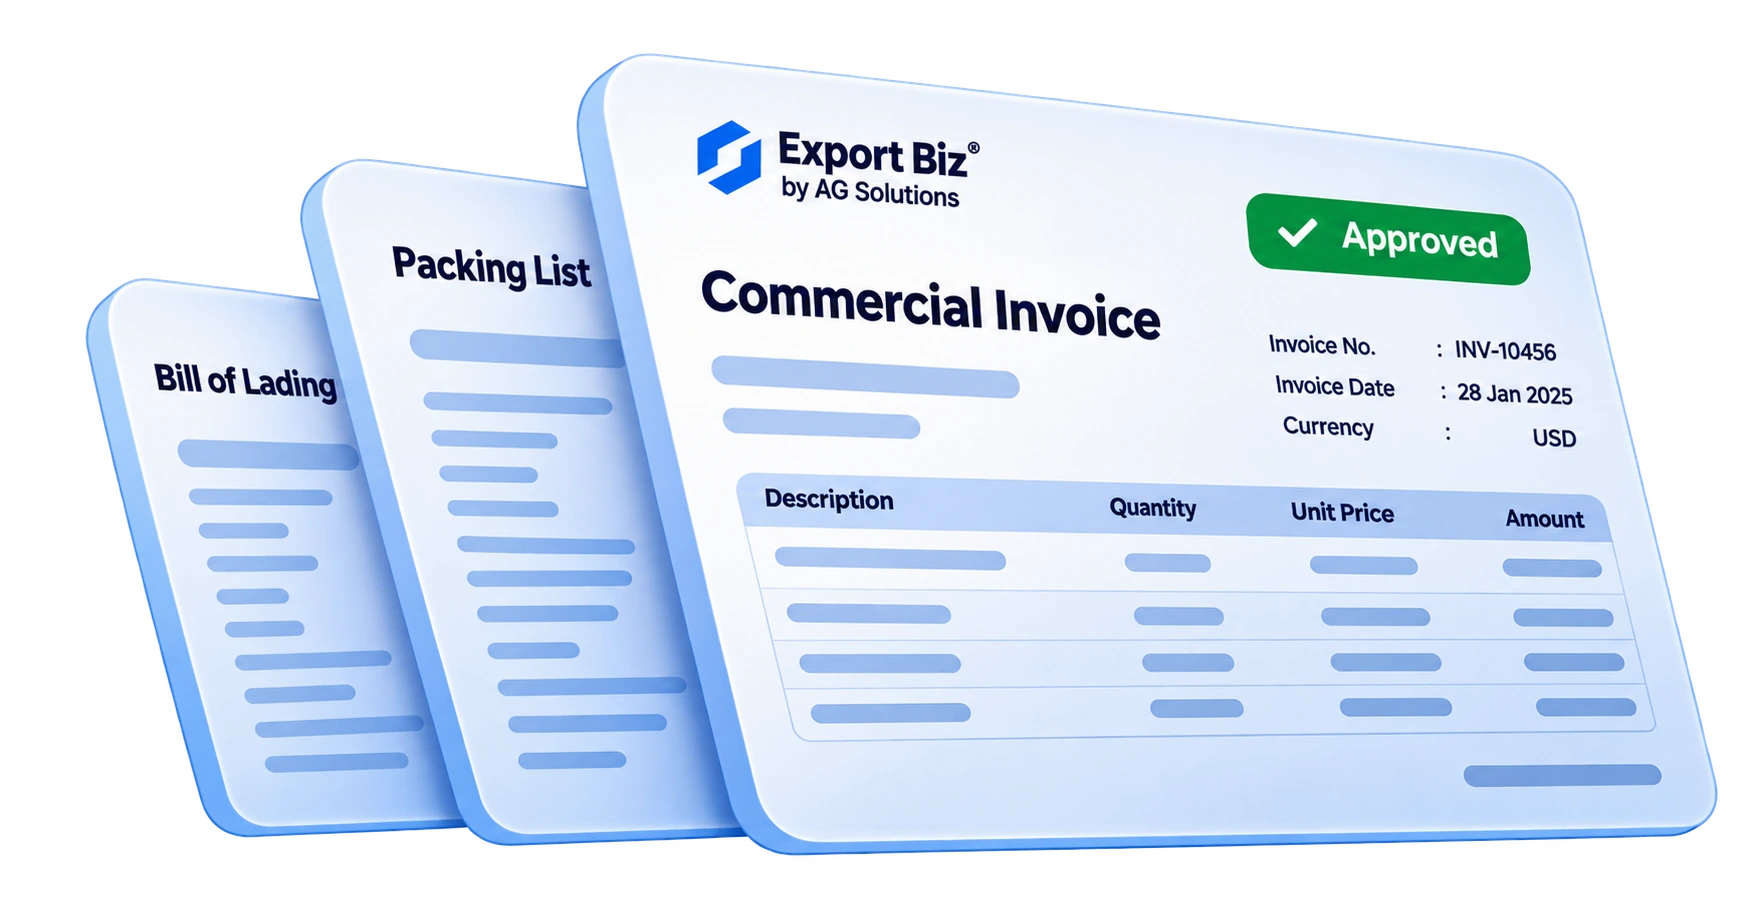 Export Biz®
by AG Solutions
Approved
Commercial Invoice
Invoice No. : INV-10456
Invoice Date : 28 Jan 2025
Currency : USD
Description Quantity Unit Price Amount
Packing List
Bill of Lading